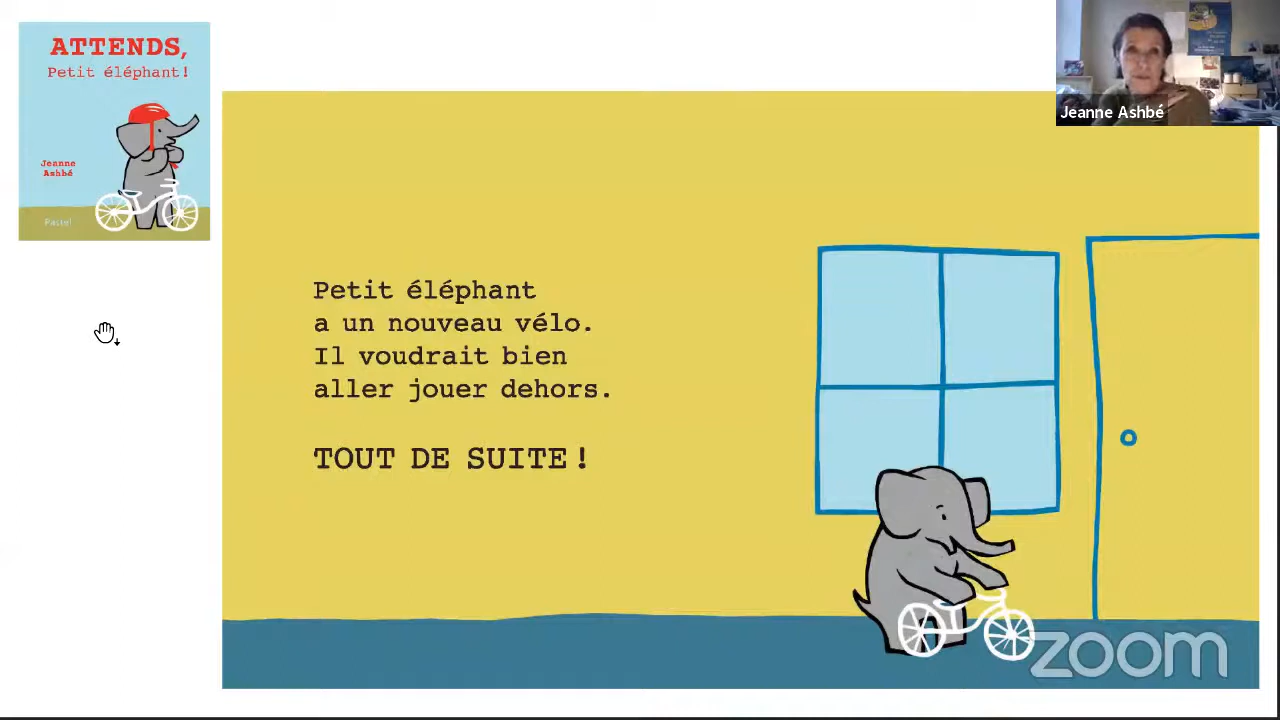 ATTENDS,
Petit éléphant!
Jeanne
Ashbé
Pastel
Petit éléphant
a un nouveau vélo.
Il voudrait bien
aller jouer dehors.
TOUT DE SUITE !
Jeanne Ashbé
zoom